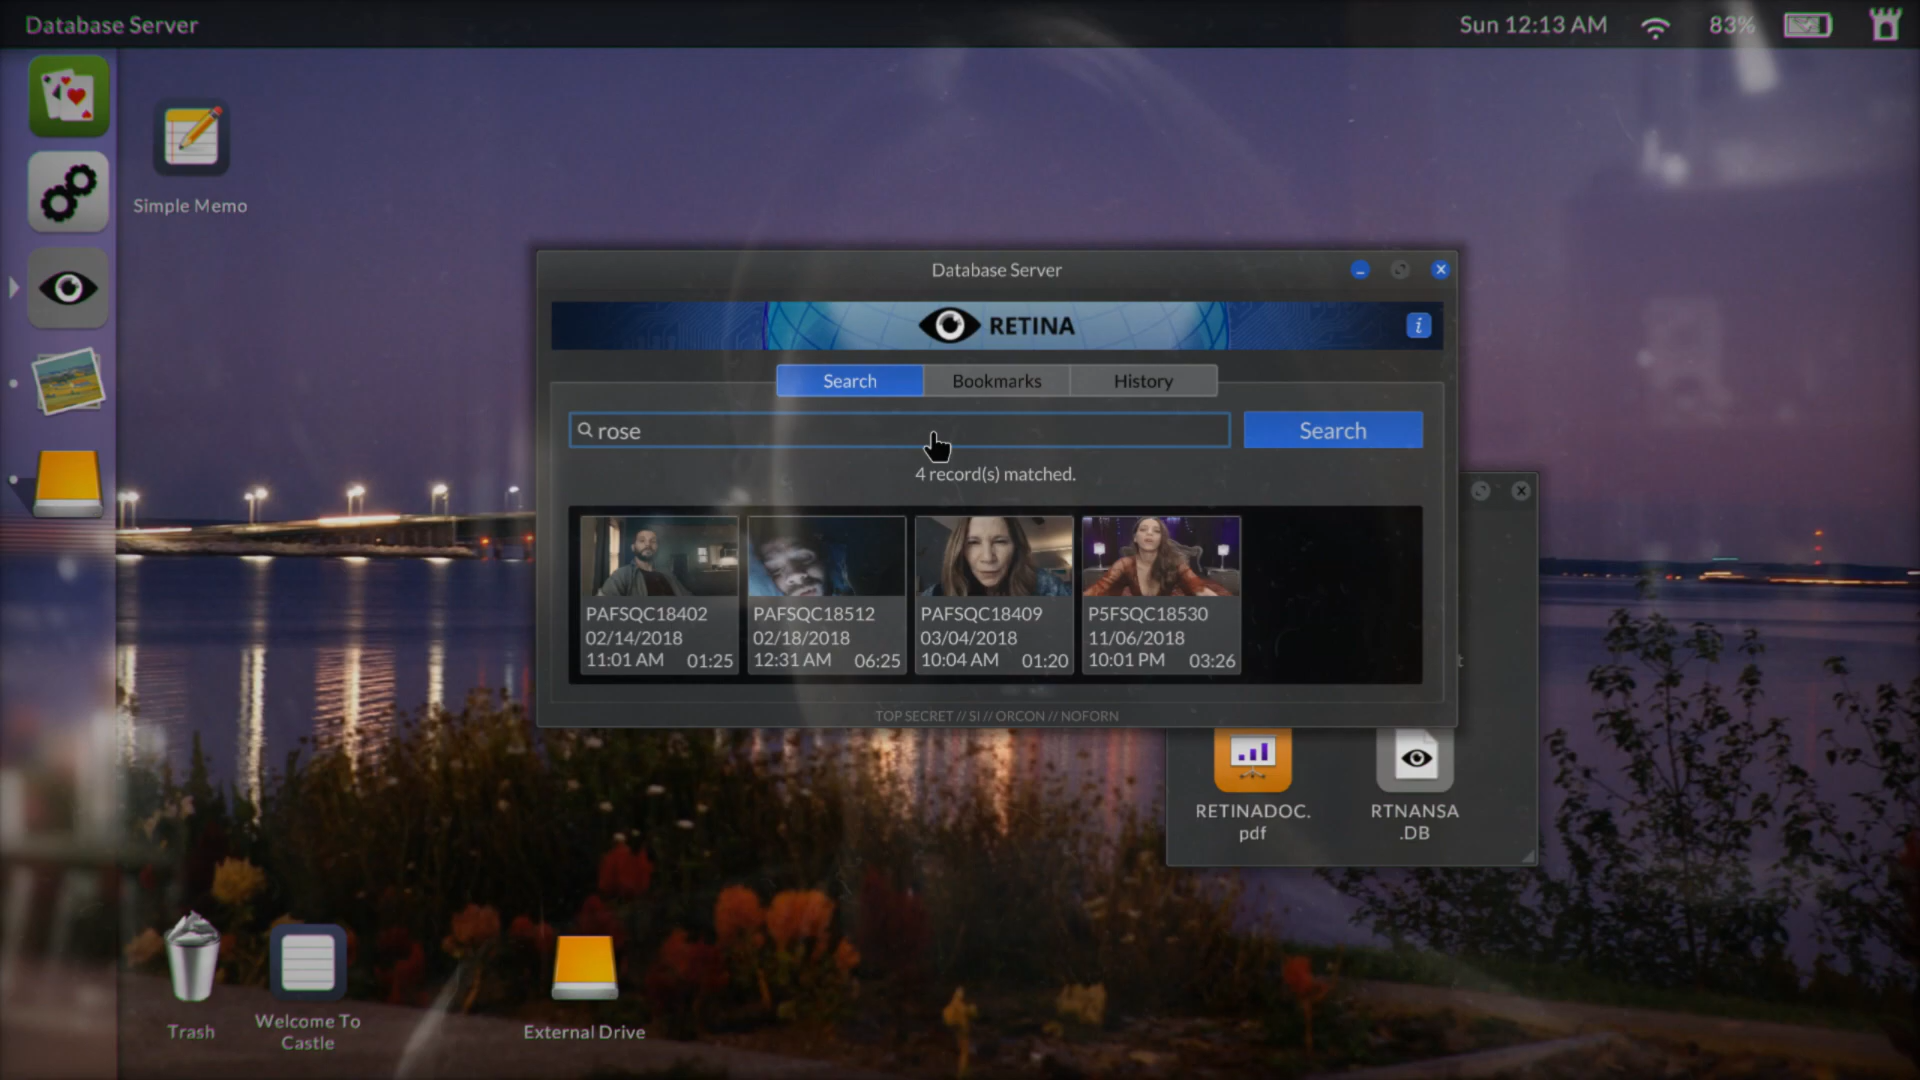 Database Server
Sun 12:13 AM
83%
Simple Memo
Database Server
RETINA
i
Search
Bookmarks
History
rose
Search
4 record(s) matched.
PAFSQC18402
02/14/2018
11:01 AM 01:25
PAFSQC18512
02/18/2018
12:31 AM 06:25
PAFSQC18409
03/04/2018
10:04 AM 01:20
P5FSQC18530
11/06/2018
10:01 PM 03:26
TOP SECRET // SI // ORCON // NOFORN
RETINADOC.
pdf
RTNANSA
.DB
Trash
Welcome To
Castle
External Drive